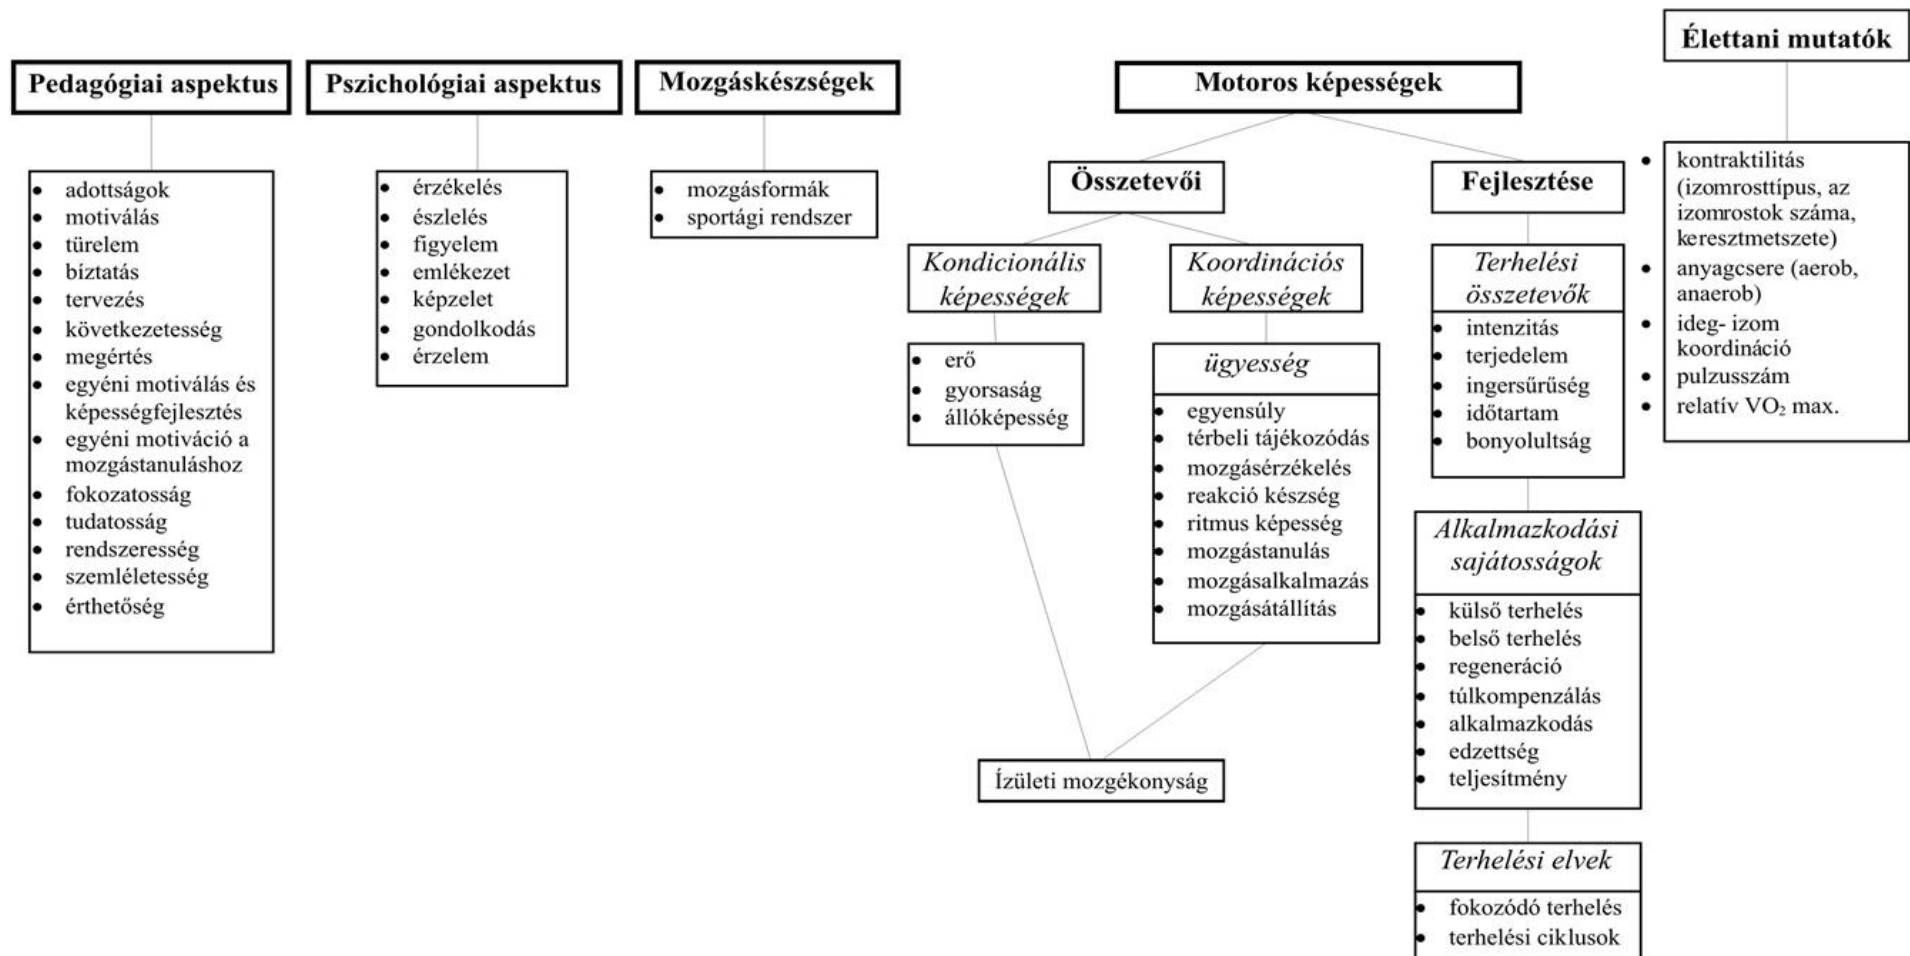 Pedagógiai aspektus
adottságok
motiválás
türelem
bíztatás
tervezés
következetesség
megértés
egyéni motiválás és
képességfejlesztés
egyéni motiváció a
mozgástanuláshoz
fokozatosság
tudatosság
rendszeresség
szemléletesség
érthetőség
Pszichológiai aspektus
érzékelés
észlelés
figyelem
emlékezet
képzelet
gondolkodás
érzelem
Mozgáskészségek
mozgásformák
sportági rendszer
Motoros képességek
Összetevői
Kondicionális
képességek
erő
gyorsaság
állóképesség
Koordinációs
képességek
ügyesség
egyensúly
térbeli tájékozódás
mozgásérzékelés
reakció készség
ritmus képesség
mozgástanulás
mozgásalkalmazás
mozgásátállítás
Ízületi mozgékonyság
Fejlesztése
Terhelési
összetevők
intenzitás
terjedelem
ingersűrűség
időtartam
bonyolultság
Alkalmazkodási
sajátosságok
külső terhelés
belső terhelés
regeneráció
túlkompenzálás
alkalmazkodás
edzettség
teljesítmény
Terhelési elvek
fokozódó terhelés
terhelési ciklusok
Élettani mutatók
kontraktilitás
(izomrosttípus, az
izomrostok száma,
keresztmetszete)
anyagcsere (aerob,
anaerob)
ideg- izom
koordináció
pulzusszám
relatív VO₂ max.